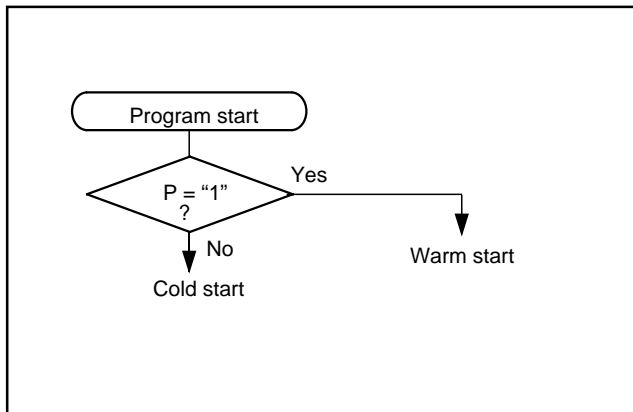 Program start
P = “1”
?
Yes
No
Warm start
Cold start